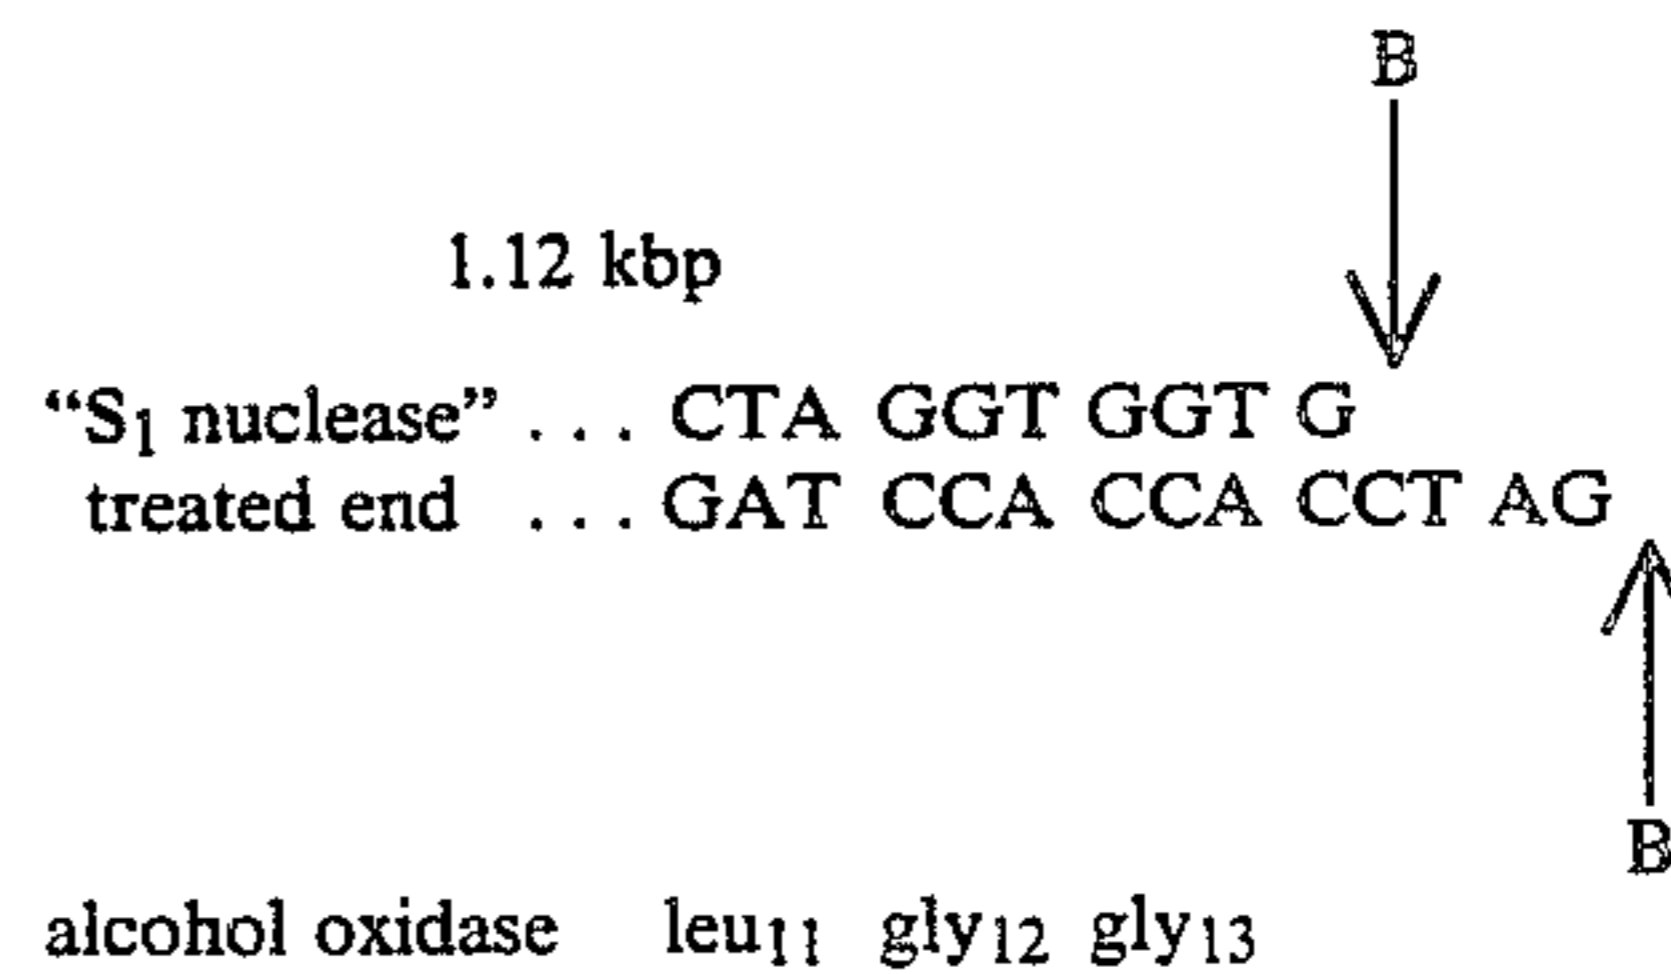 B
1.12 kbp
“S1 nuclease” . . . CTA GGT GGT G
treated end . . . GAT CCA CCA CCT AG
B
alcohol oxidase leu11 gly12 gly13